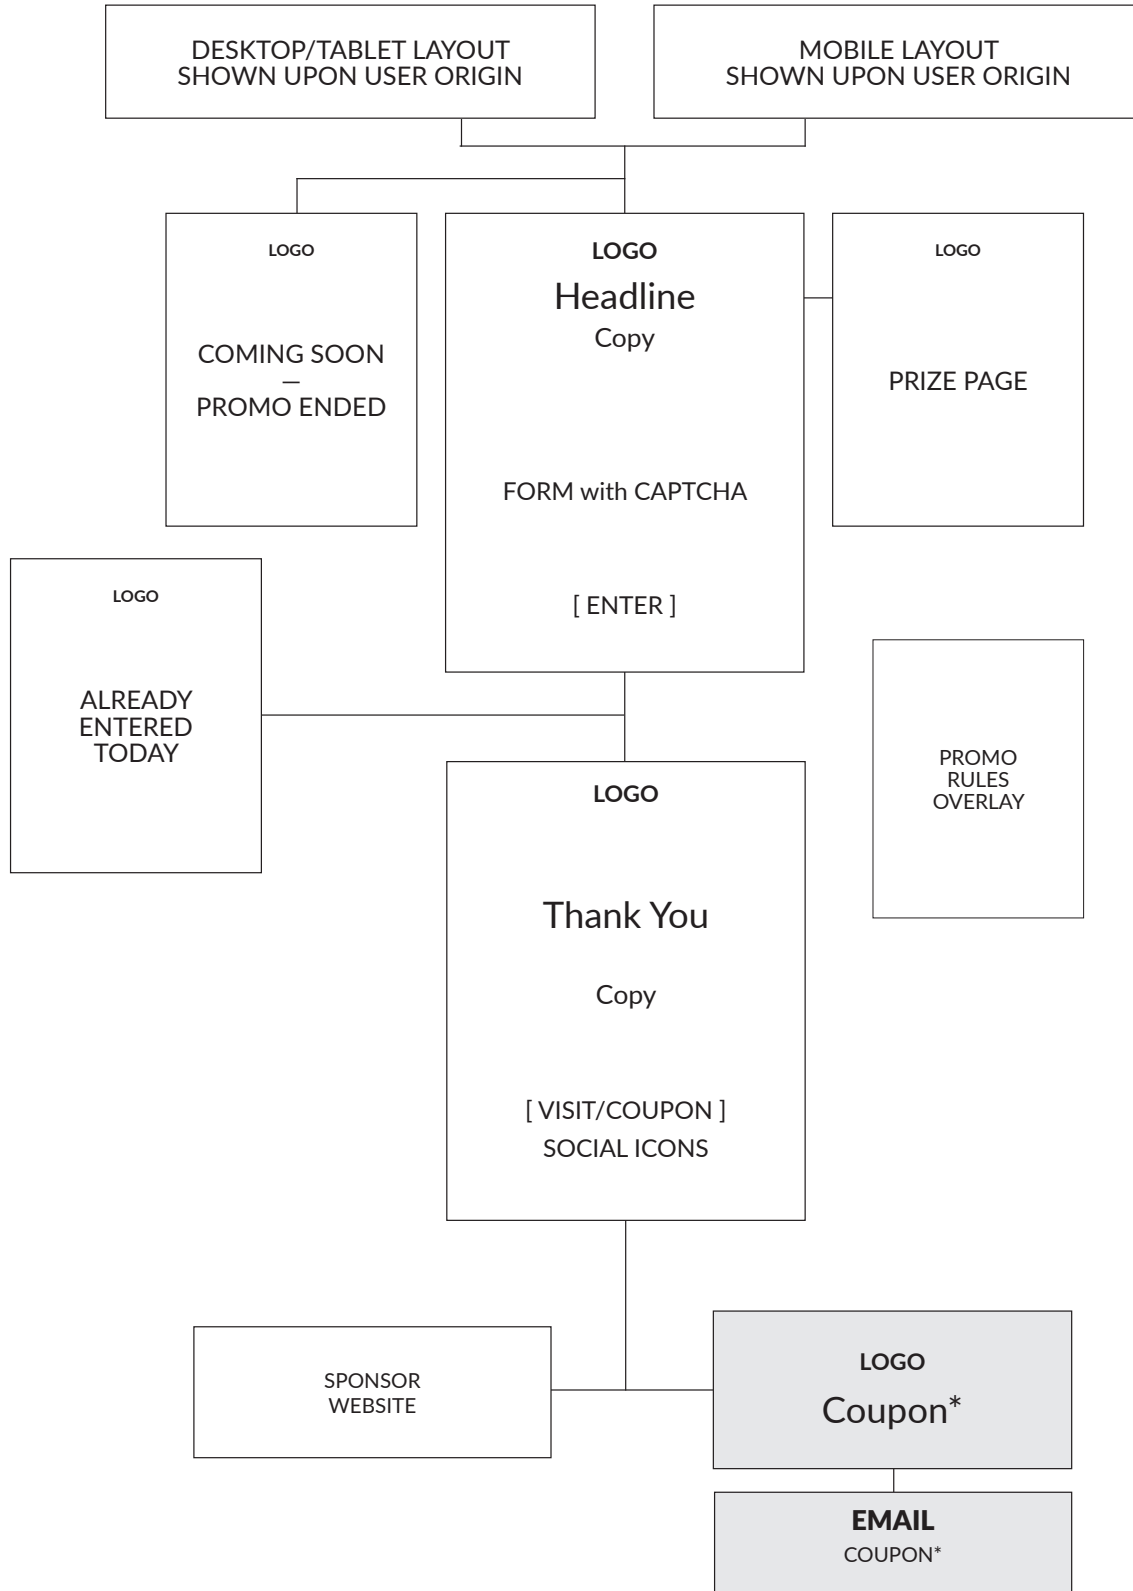 DESKTOP/TABLET LAYOUT
SHOWN UPON USER ORIGIN
MOBILE LAYOUT
SHOWN UPON USER ORIGIN
LOGO
COMING SOON
—
PROMO ENDED
LOGO
Headline
Copy
FORM with CAPTCHA
[ ENTER ]
LOGO
PRIZE PAGE
LOGO
ALREADY
ENTERED
TODAY
PROMO
RULES
OVERLAY
LOGO
Thank You
Copy
[ VISIT/COUPON ]
SOCIAL ICONS
SPONSOR
WEBSITE
LOGO
Coupon*
EMAIL
COUPON*